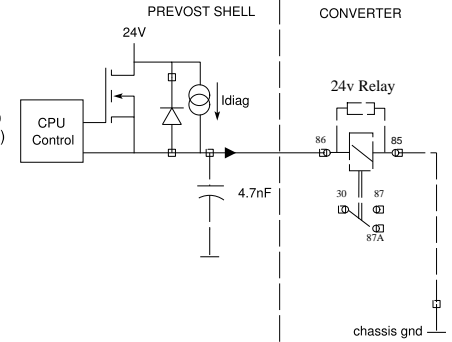 PREVOST SHELL
CONVERTER
24V
24v Relay
Idiag
)
)
CPU
Control
86
85
4.7nF
30
87
87A
chassis gnd